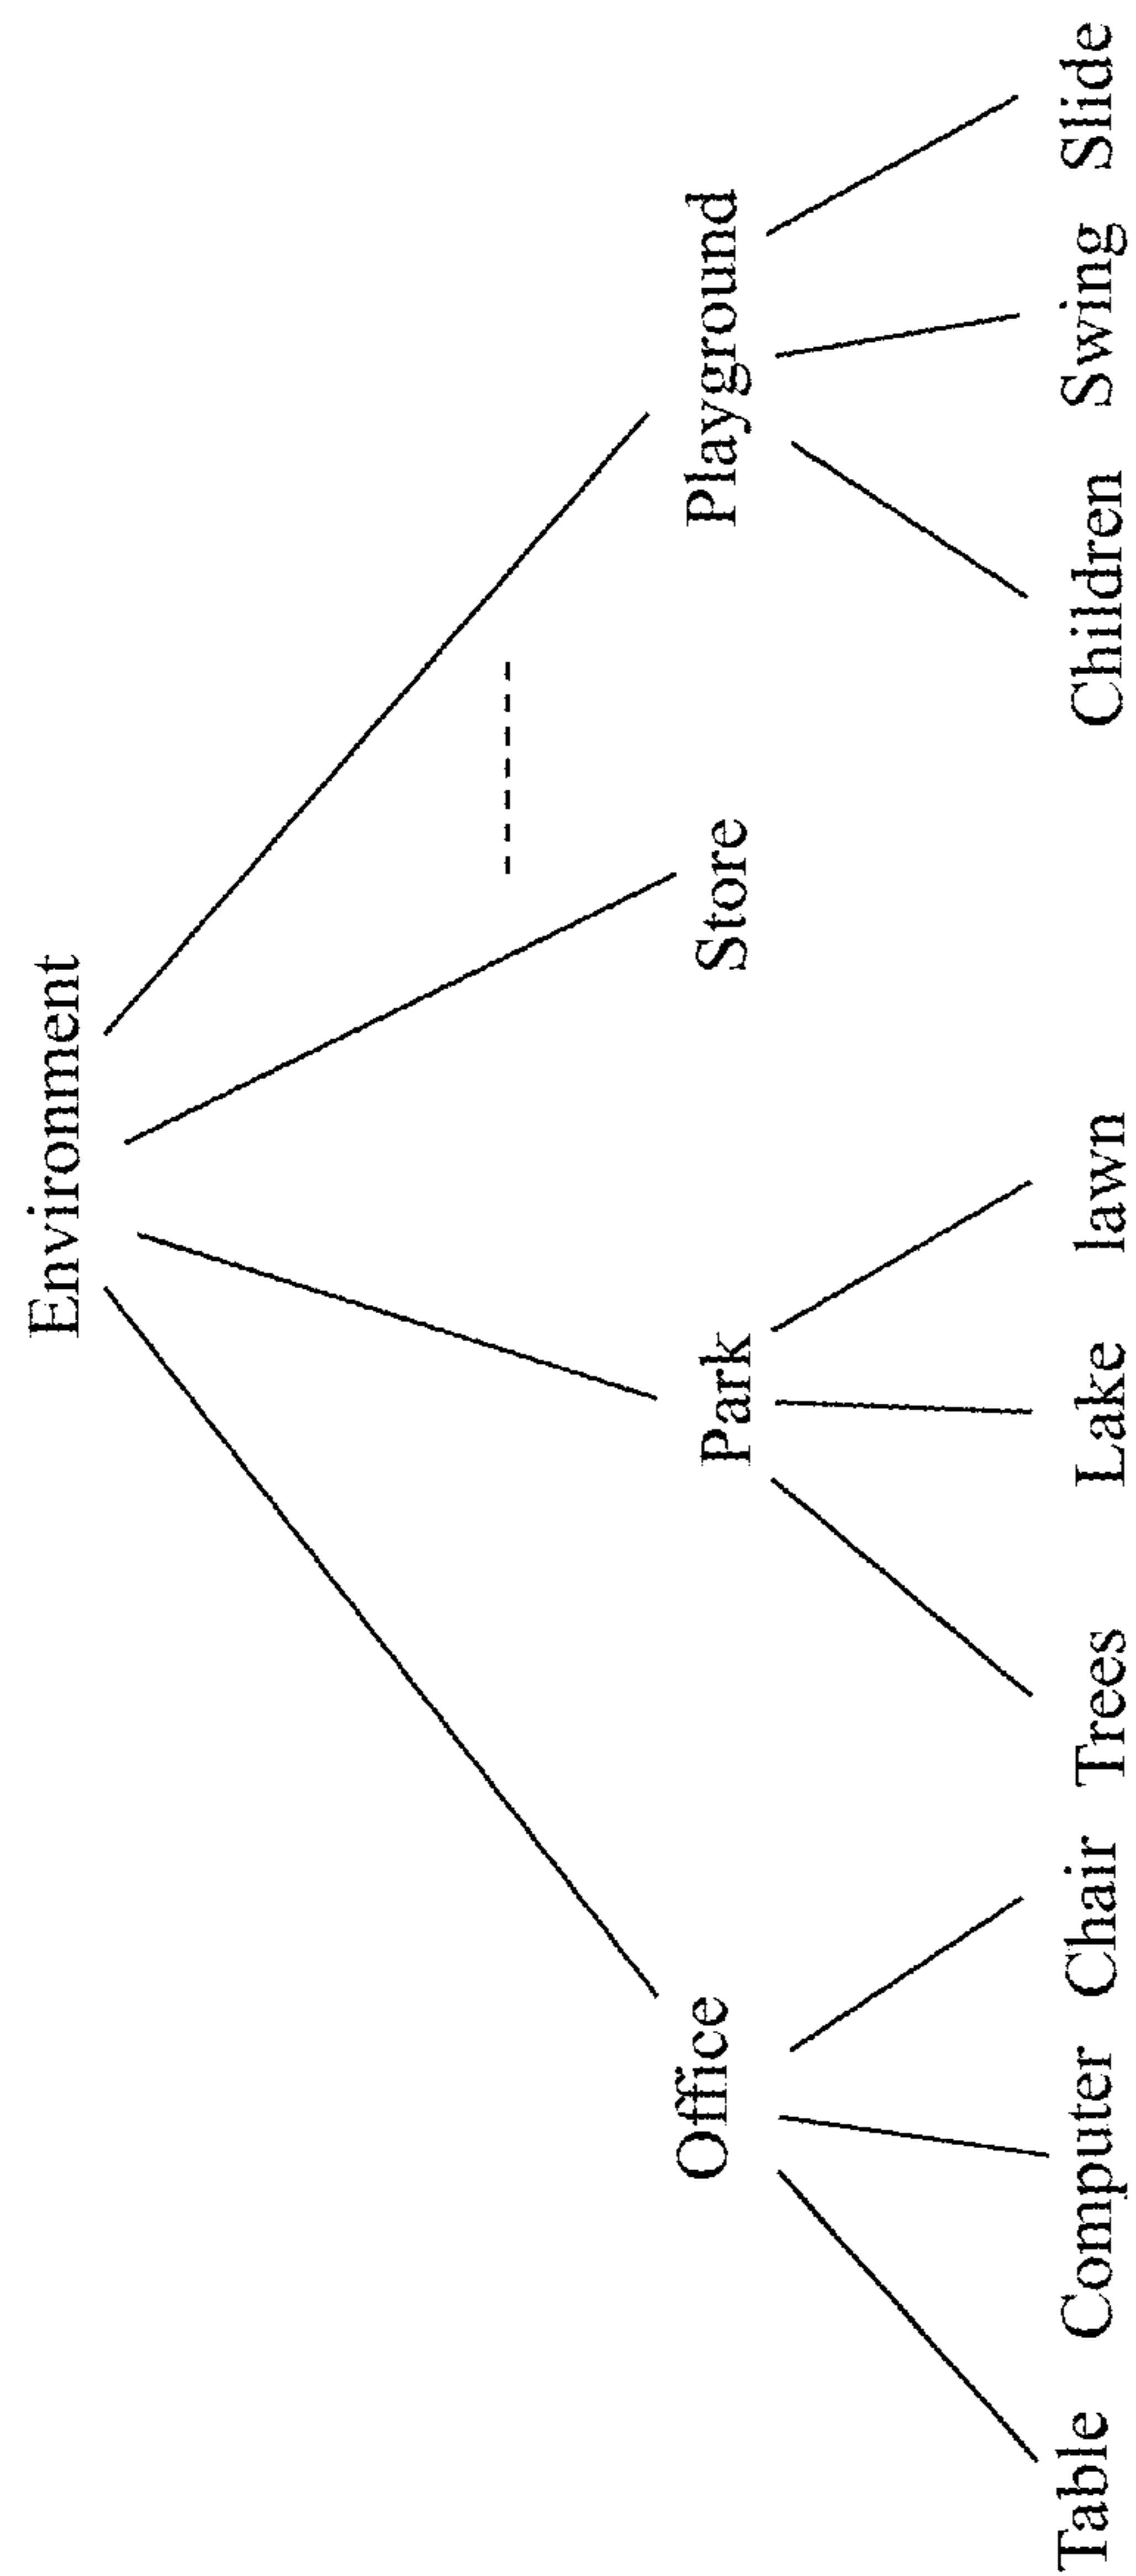 Environment
Office Park Store Playground
Table Computer Chair Trees Lake lawn Children Swing Slide